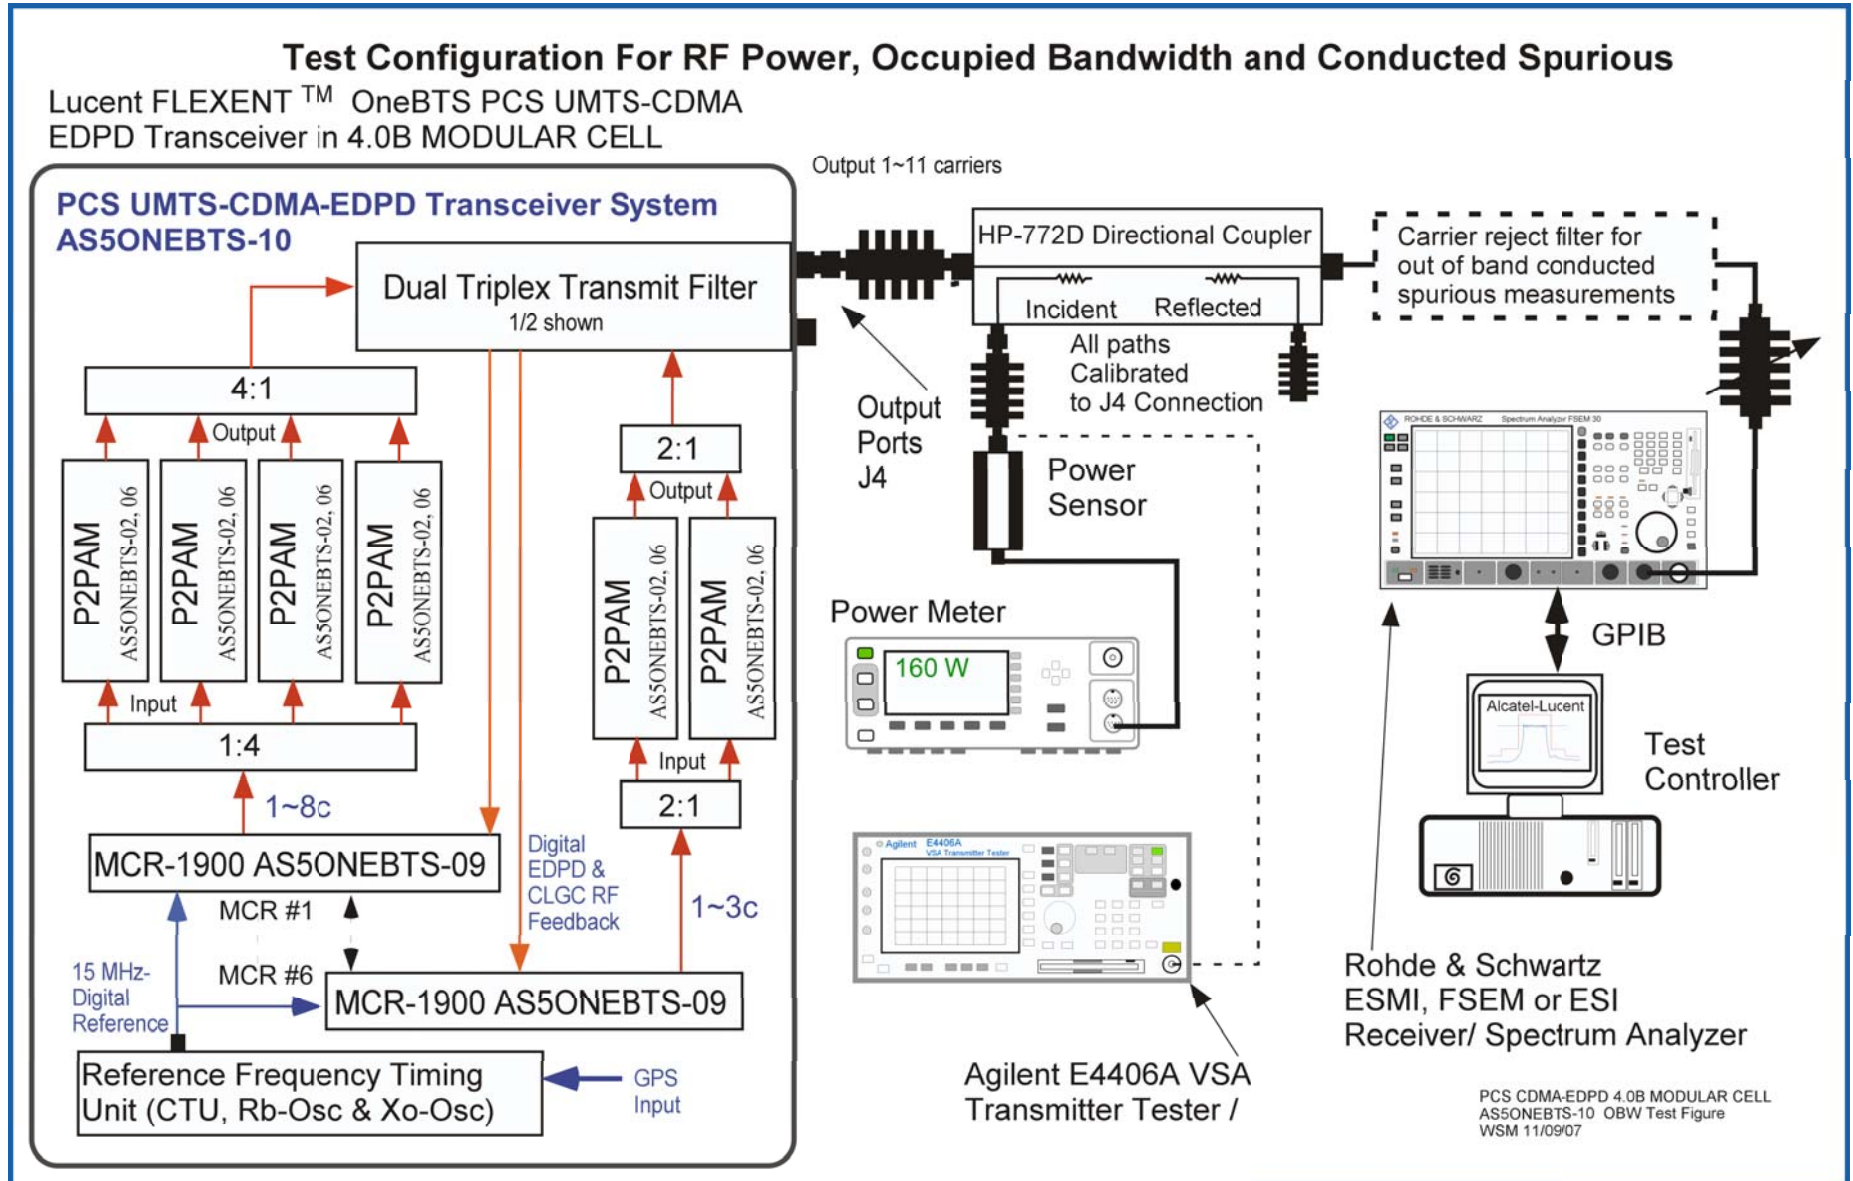 Test Configuration For RF Power, Occupied Bandwidth and Conducted Spurious
Lucent FLEXENT TM OneBTS PCS UMTS-CDMA
EDPD Transceiver in 4.0B MODULAR CELL
Output 1~11 carriers
PCS UMTS-CDMA-EDPD Transceiver System
AS5ONEBTS-10
Dual Triplex Transmit Filter
1/2 shown
4:1
Output
P2PAM
AS5ONEBTS-02, 06
P2PAM
AS5ONEBTS-02, 06
P2PAM
AS5ONEBTS-02, 06
P2PAM
AS5ONEBTS-02, 06
Input
1:4
1~8c
2:1
Output
P2PAM
AS5ONEBTS-02, 06
P2PAM
AS5ONEBTS-02, 06
Input
2:1
1~3c
MCR-1900 AS5ONEBTS-09
MCR #1
Digital
EDPD &
CLGC RF
Feedback
15 MHz-
Digital
Reference
MCR #6
MCR-1900 AS5ONEBTS-09
Reference Frequency Timing
Unit (CTU, Rb-Osc & Xo-Osc)
GPS
Input
HP-772D Directional Coupler
Incident
Reflected
All paths
Calibrated
to J4 Connection
Output
Ports
J4
Power
Sensor
Power Meter
160 W
Agilent E4406A
VSA Transmitter Tester
Agilent E4406A VSA
Transmitter Tester /
Carrier reject filter for
out of band conducted
spurious measurements
ROHDE & SCHWARZ Spectrum Analyzir FSEM 30
GPIB
Alcatel-Lucent
Test
Controller
Rohde & Schwartz
ESMI, FSEM or ESI
Receiver/ Spectrum Analyzer
PCS CDMA-EDPD 4.0B MODULAR CELL
AS5ONEBTS-10 OBW Test Figure
WSM 11/09/07